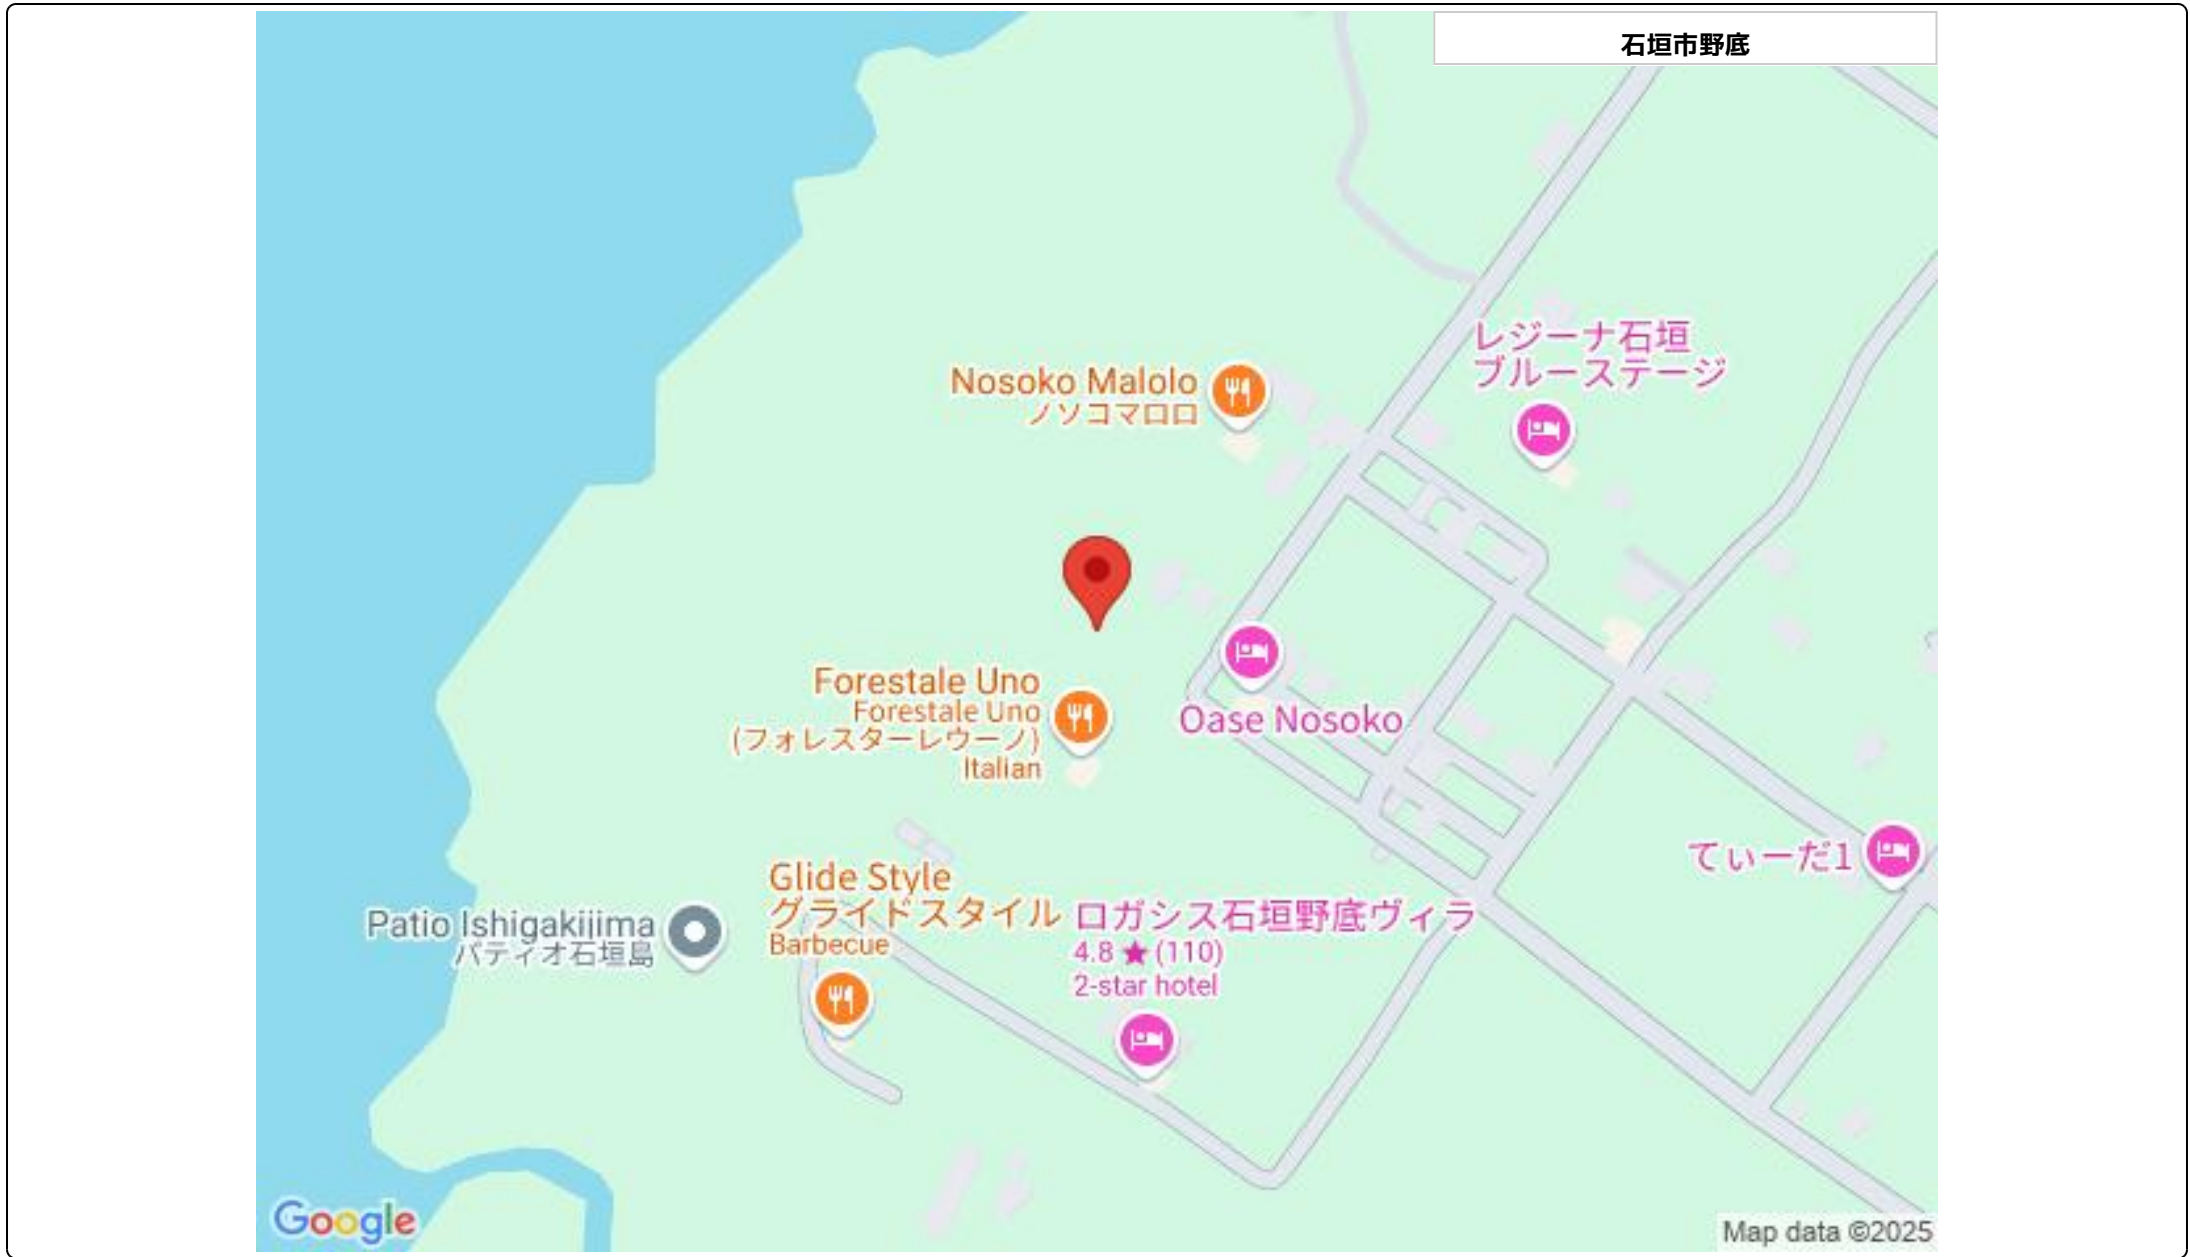 石垣市野底
レジーナ石垣
ブルーステージ
Nosoko Malolo
ノソコマロロ
Forestale Uno
Forestale Uno
(フォレスターレウーノ)
Italian
Oase Nosoko
てぃーだ1
Glide Style
グライドスタイル
Barbecue
ロガシス石垣野底ヴィラ
4.8 ★ (110)
2-star hotel
Patio Ishigakijima
パティオ石垣島
Google
Map data ©2025